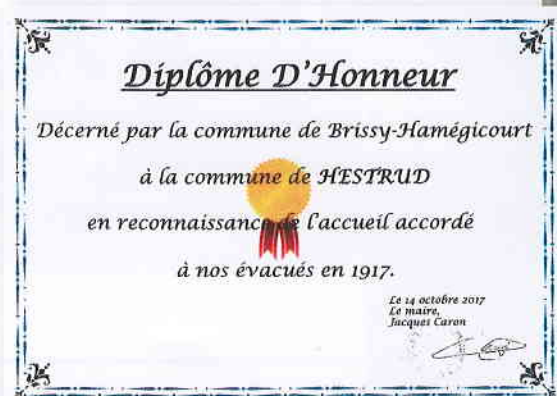 Diplôme D'Honneur
Décerné par la commune de Brissy-Hamégicourt
à la commune de HESTRUD
en reconnaissance de l'accueil accordé
à nos évacués en 1917.
Le 14 octobre 2017
Le maire,
Jacques Caron